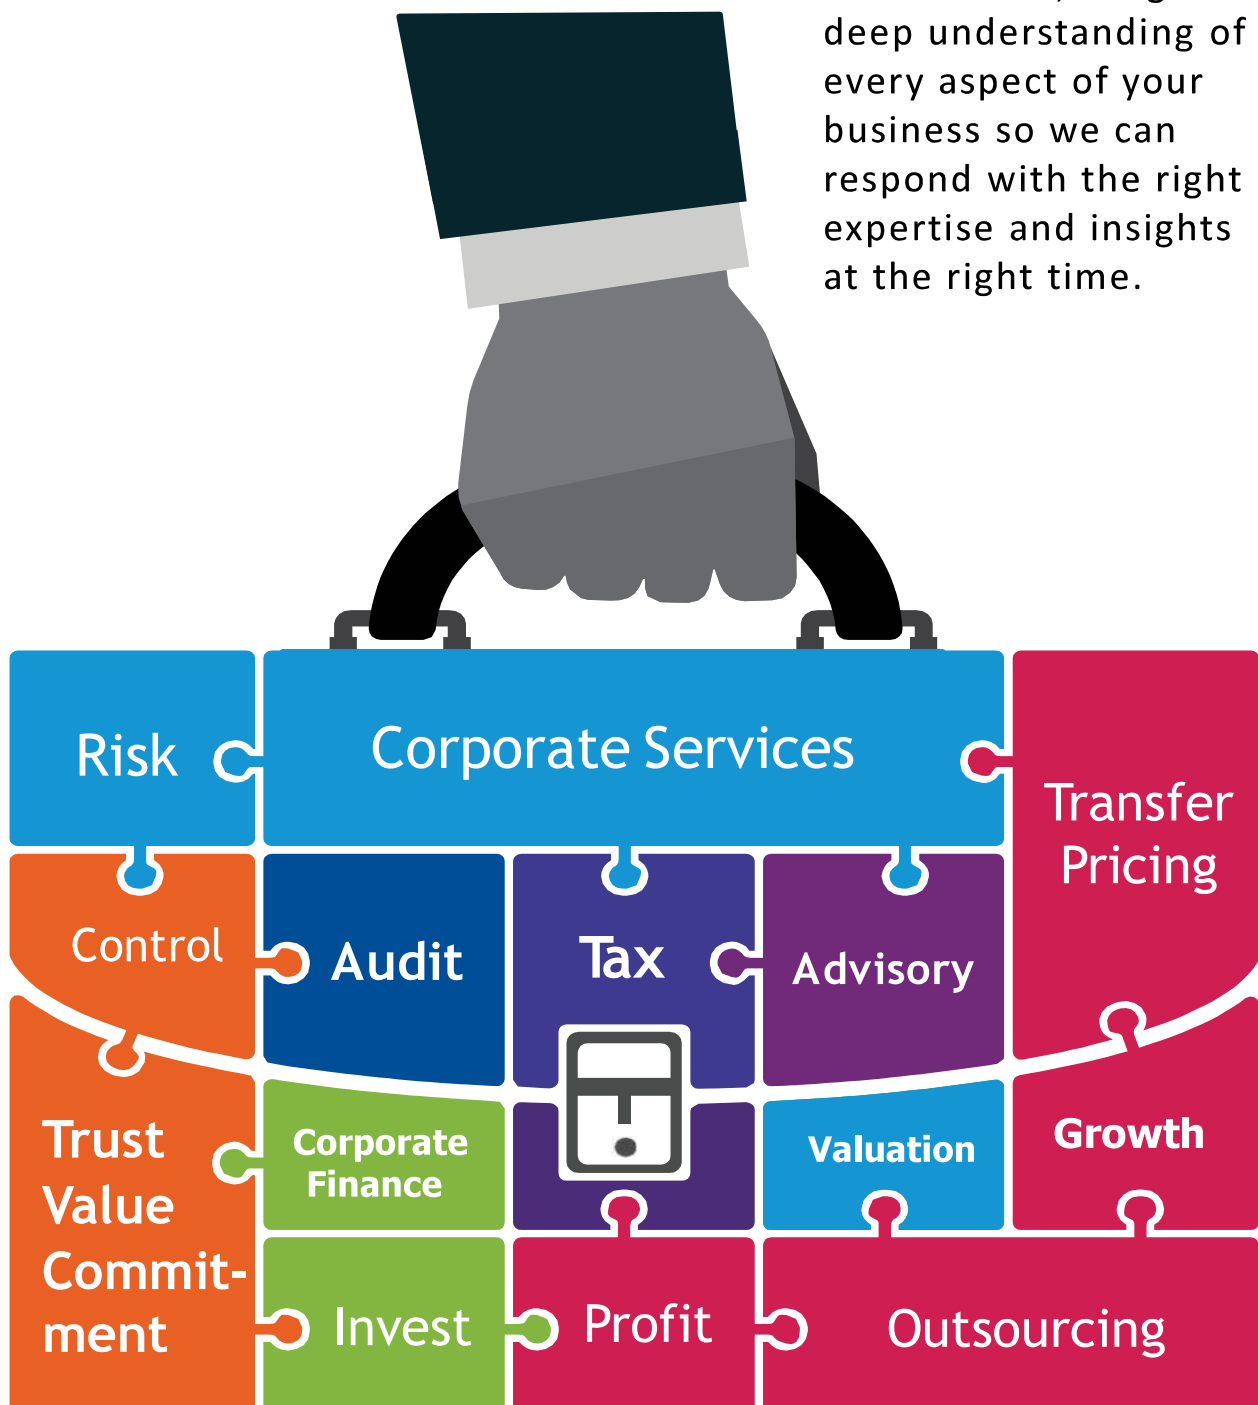 deep understanding of
every aspect of your
business so we can
respond with the right
expertise and insights
at the right time.
Risk
Corporate Services
Transfer
Pricing
Control
Audit
Tax
Advisory
Trust
Value
Commit-
ment
Corporate
Finance
Valuation
Growth
Invest
Profit
Outsourcing